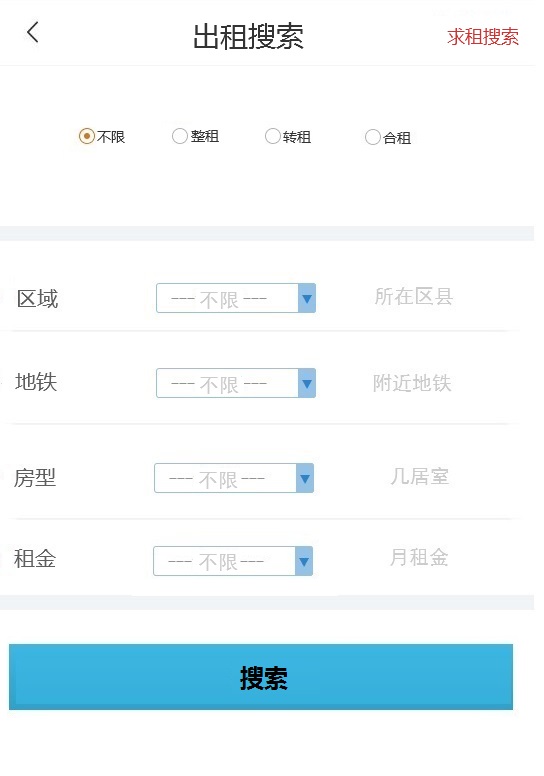 出租搜索 求租搜索
不限 整租 转租 合租
区域 --- 不限 --- 所在区县
地铁 --- 不限 --- 附近地铁
房型 --- 不限 --- 几居室
租金 --- 不限 --- 月租金
搜索